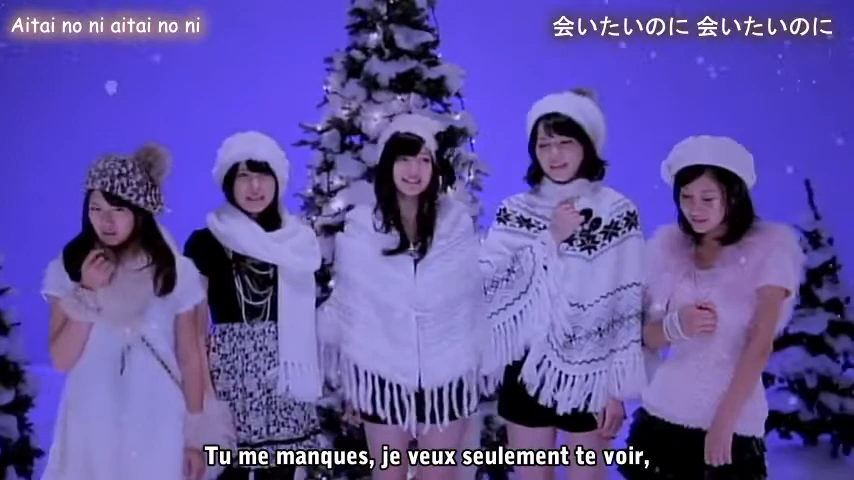 Aitai no ni aitai no ni
会いたいのに 会いたいのに
Tu me manques, je veux seulement te voir,